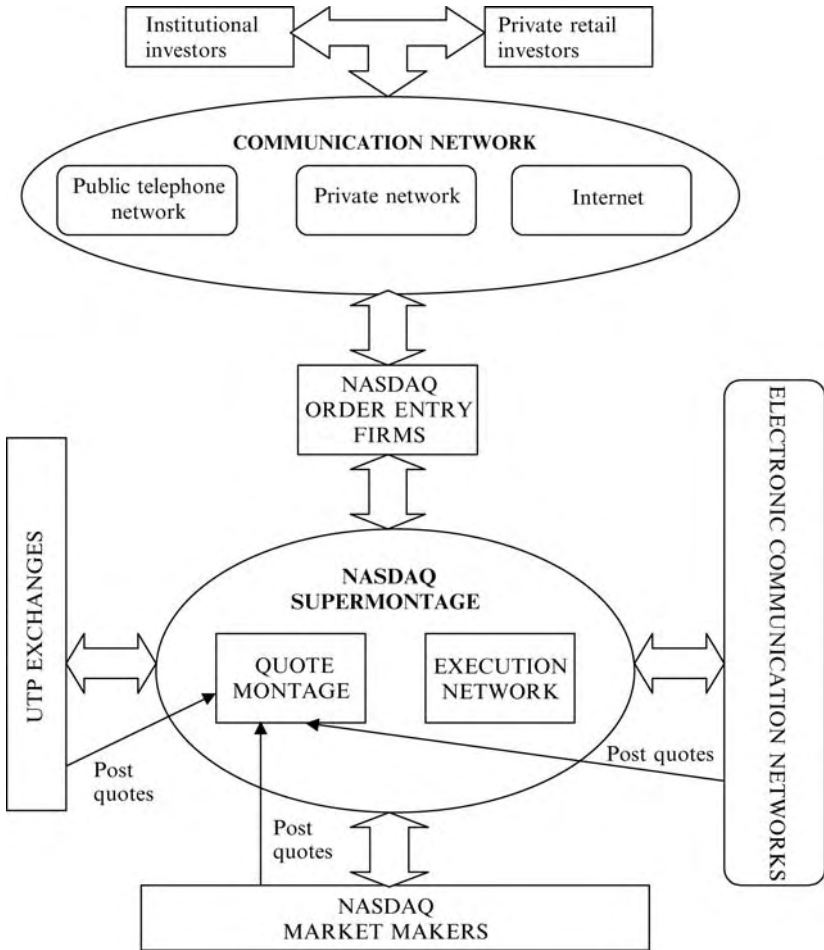 Institutional
investors
Private retail
investors
COMMUNICATION NETWORK
Public telephone
network
Private network
Internet
NASDAQ
ORDER ENTRY
FIRMS
UTP EXCHANGES
ELECTRONIC COMMUNICATION NETWORKS
NASDAQ
SUPERMONTAGE
QUOTE
MONTAGE
EXECUTION
NETWORK
Post
quotes
Post quotes
Post
quotes
NASDAQ
MARKET MAKERS